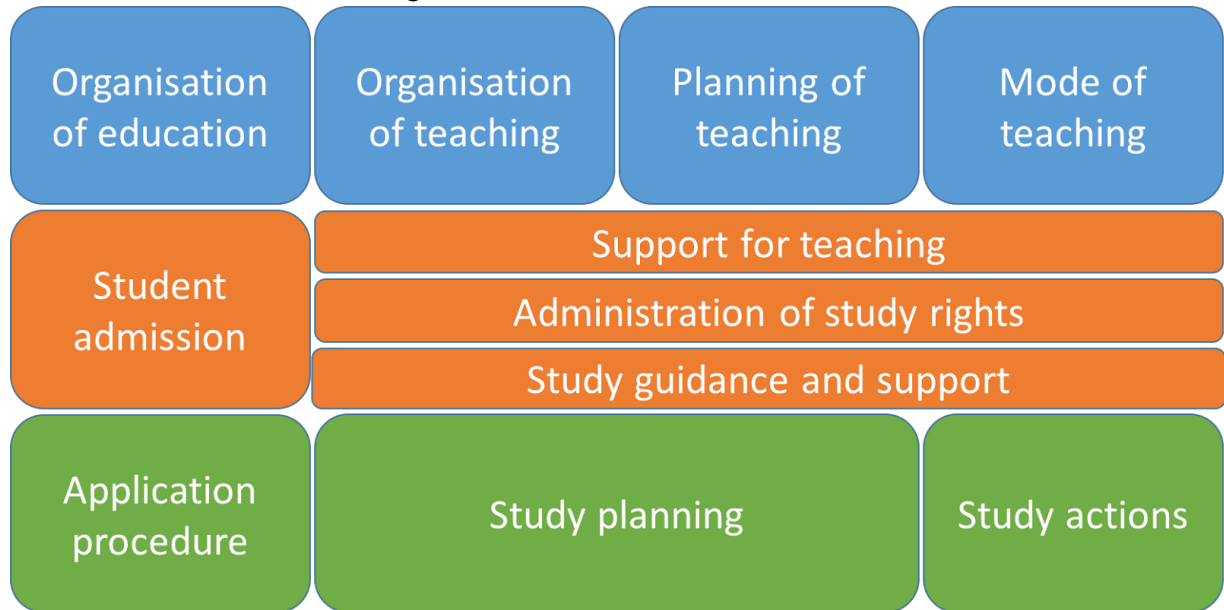 Organisation
of education
Organisation
of teaching
Planning of
teaching
Mode of
teaching
Student
admission
Support for teaching
Administration of study rights
Study guidance and support
Application
procedure
Study planning
Study actions